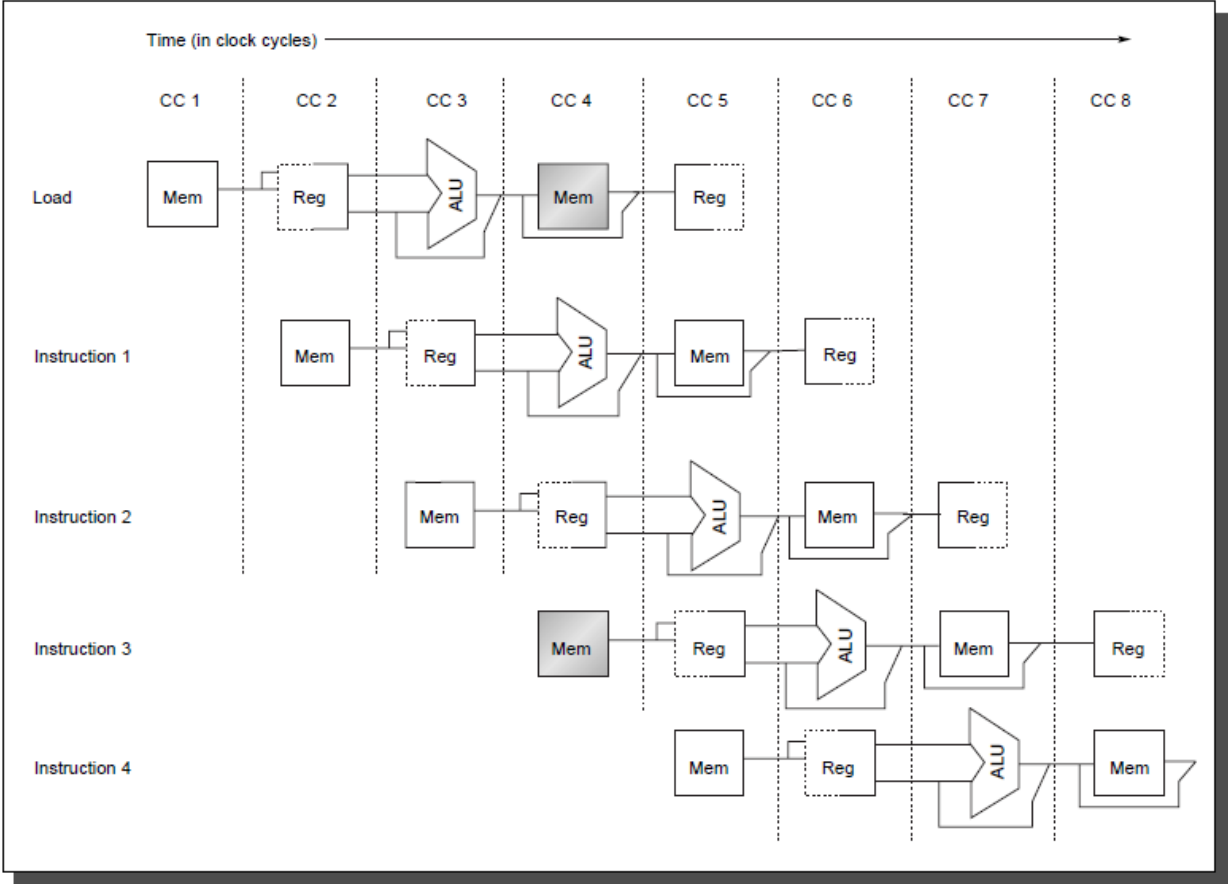 Time (in clock cycles)
CC 1 CC 2 CC 3 CC 4 CC 5 CC 6 CC 7 CC 8
Load Mem Reg ALU Mem Reg
Instruction 1 Mem Reg ALU Mem Reg
Instruction 2 Mem Reg ALU Mem Reg
Instruction 3 Mem Reg ALU Mem Reg
Instruction 4 Mem Reg ALU Mem